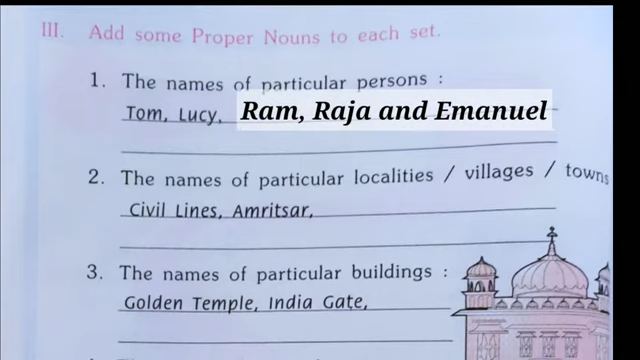 III. Add some Proper Nouns to each set.
1. The names of particular persons :
Tom, Lucy, Ram, Raja and Emanuel
2. The names of particular localities / villages / towns
Civil Lines, Amritsar,
3. The names of particular buildings :
Golden Temple, India Gate,